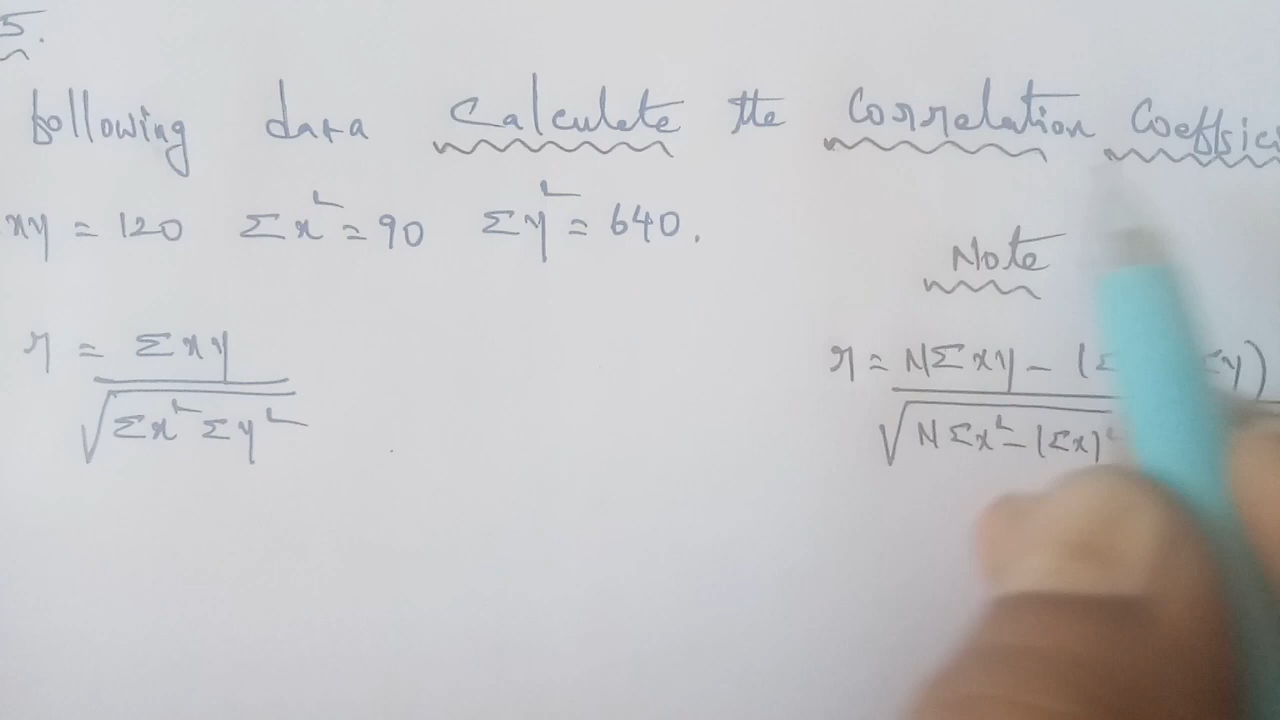 5.
following data Calculate the Correlation
xy = 120 Σx² = 90 Σy² = 640.
Note
r = Σxy / √Σx² Σy²
r = NΣxy - (Σ Σy) / √NΣx² - (Σx)²